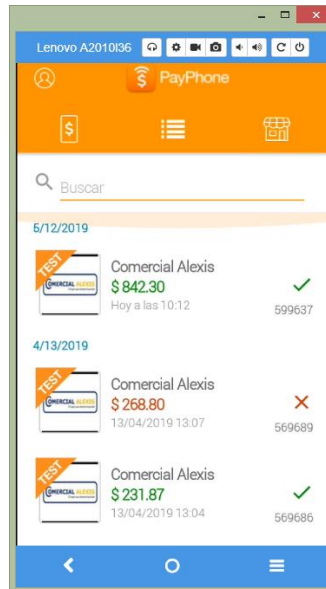 Lenovo A2010l36
PayPhone
Buscar
5/12/2019
TEST
COMERCIAL ALEXIS
Comercial Alexis
$ 842.30
Hoy a las 10:12
599637
4/13/2019
TEST
COMERCIAL ALEXIS
Comercial Alexis
$ 268.80
13/04/2019 13:07
569689
TEST
COMERCIAL ALEXIS
Comercial Alexis
$ 231.87
13/04/2019 13:04
569686